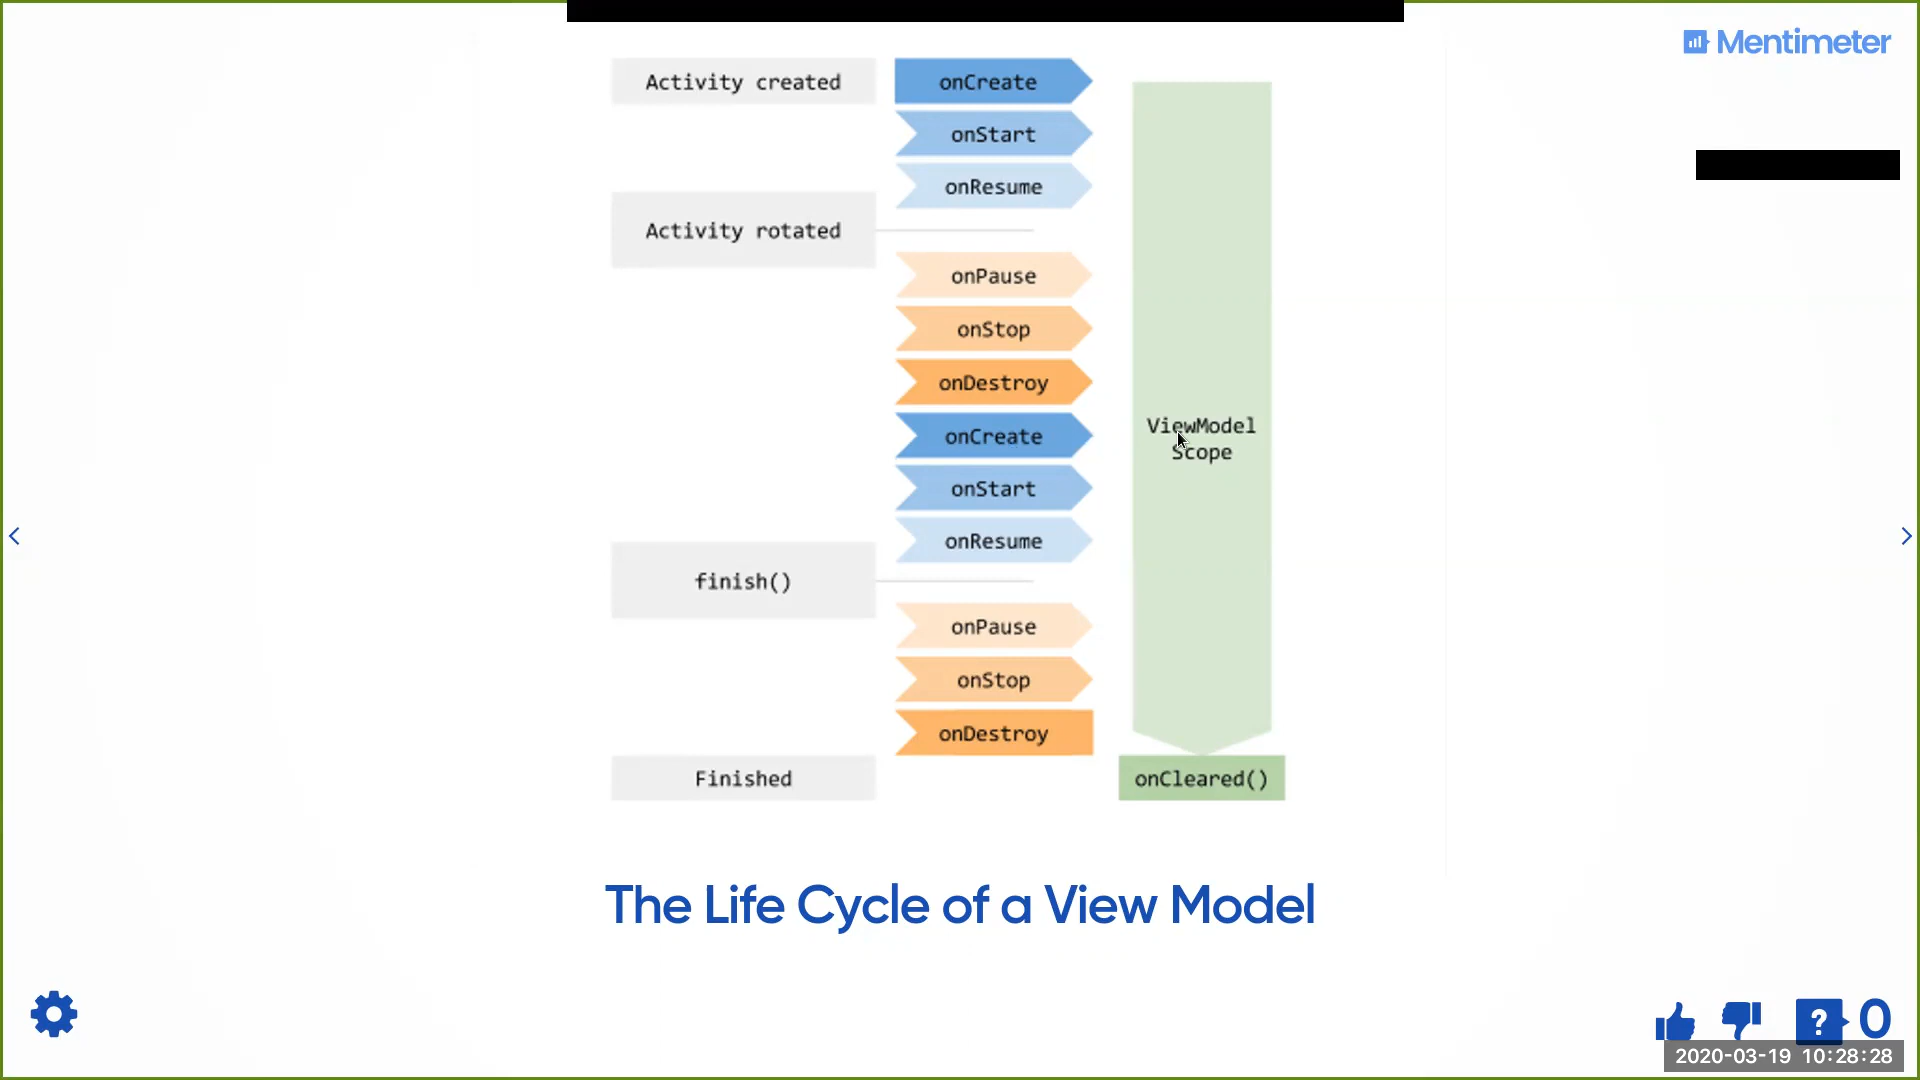 Mentimeter
Activity created
onCreate
onStart
onResume
Activity rotated
onPause
onStop
onDestroy
onCreate
onStart
onResume
ViewModel
Scope
finish()
onPause
onStop
onDestroy
Finished
onCleared()
The Life Cycle of a View Model
? 0
2020-03-19 10:28:28